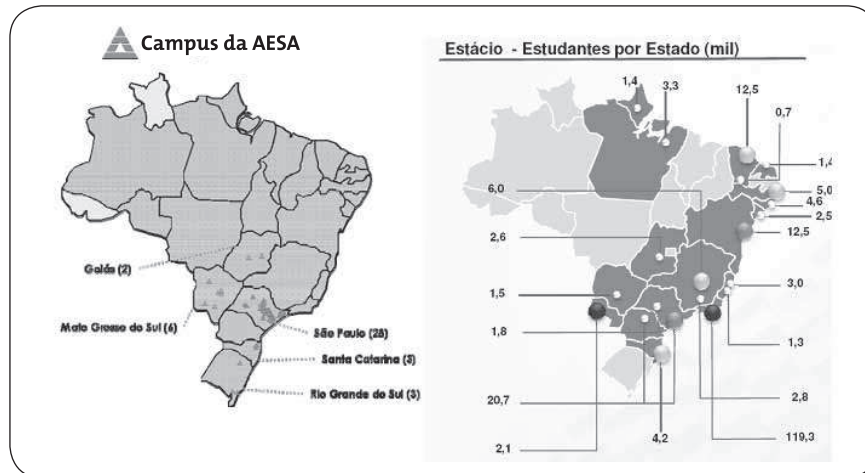 Campus da AESA
Goiás (2)
Mato Grosso do Sul (6)
São Paulo (28)
Santa Catarina (3)
Rio Grande do Sul (3)
Estácio - Estudantes por Estado (mil)
1,4
3,3
12,5
0,7
1,4
6,0
5,0
4,6
2,5
2,6
12,5
1,5
3,0
1,8
1,3
20,7
2,8
2,1
4,2
119,3